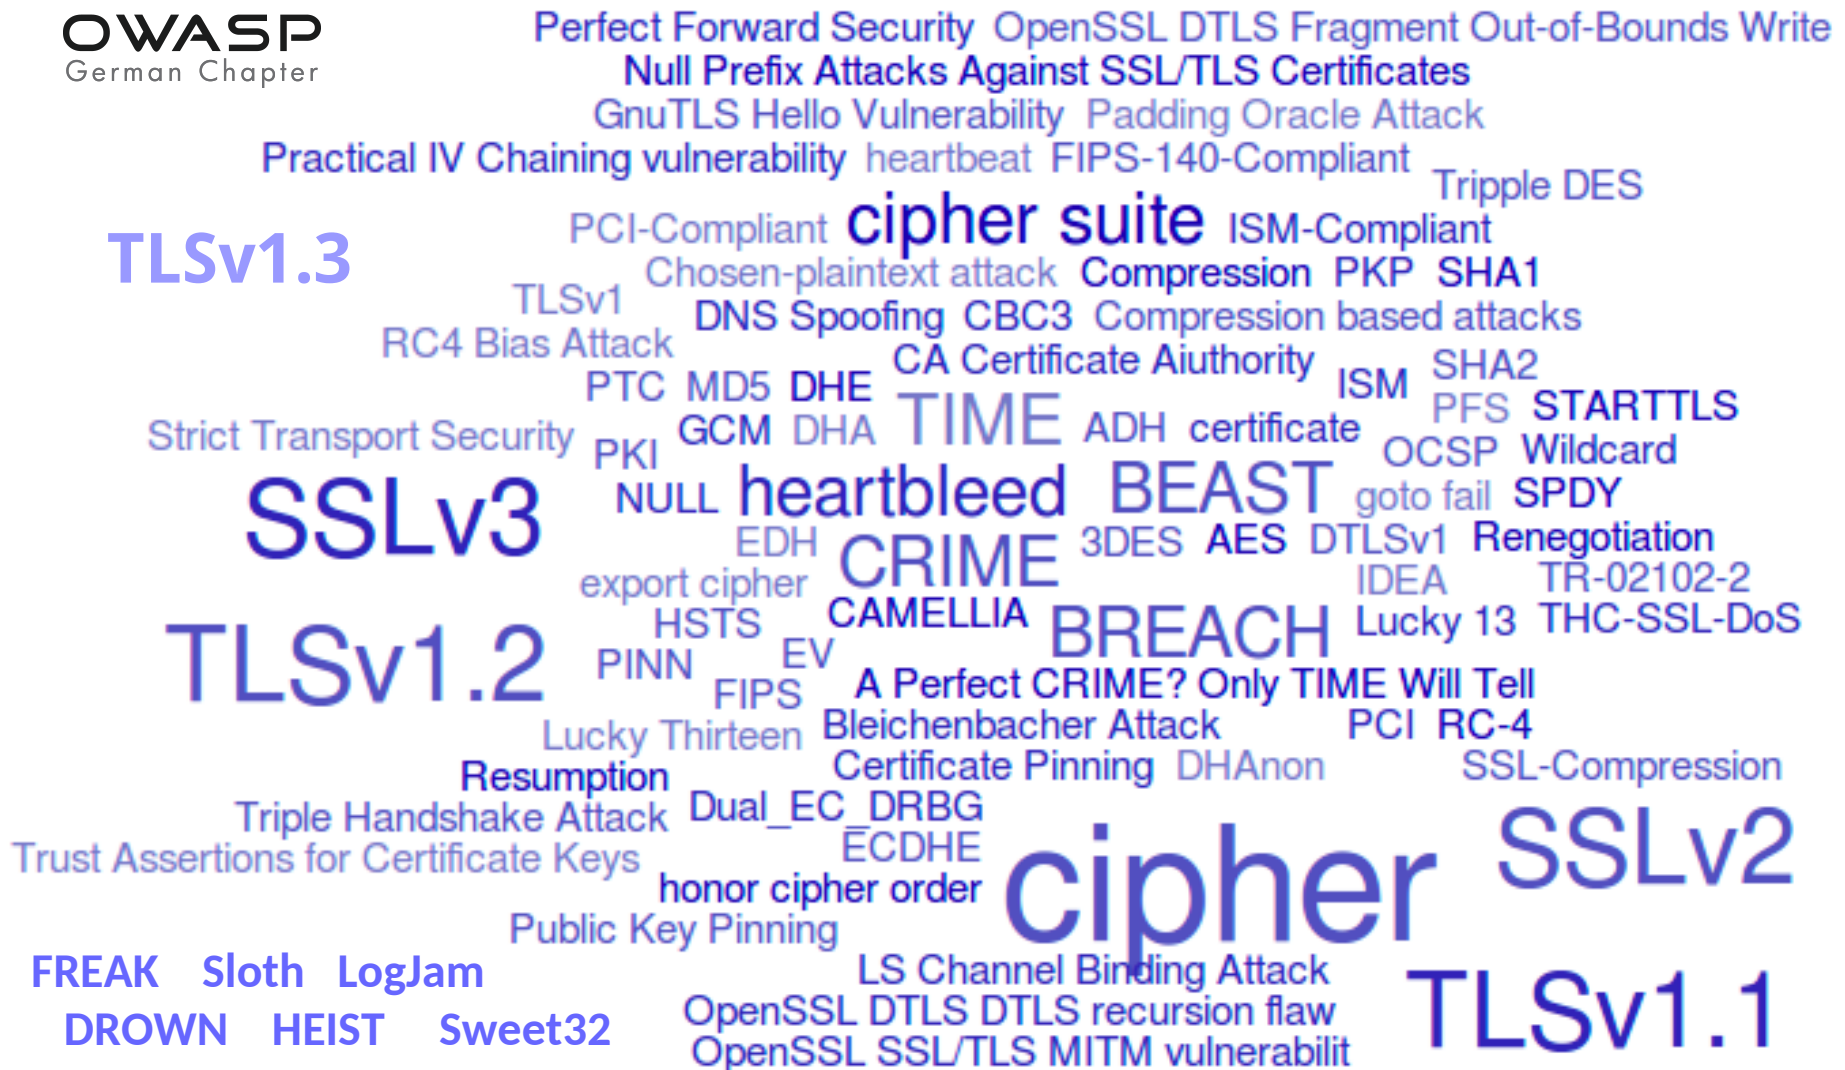 OWASP
German Chapter
Perfect Forward Security OpenSSL DTLS Fragment Out-of-Bounds Write
Null Prefix Attacks Against SSL/TLS Certificates
GnuTLS Hello Vulnerability Padding Oracle Attack
Practical IV Chaining vulnerability heartbeat FIPS-140-Compliant
Tripple DES
PCI-Compliant cipher suite ISM-Compliant
TLSv1.3
Chosen-plaintext attack Compression PKP SHA1
TLSv1
DNS Spoofing CBC3 Compression based attacks
RC4 Bias Attack
CA Certificate Aiuthority
SHA2
PTC MD5 DHE
ISM
PFS STARTTLS
Strict Transport Security
GCM DHA TIME ADH certificate
PKI
OCSP Wildcard
SSLv3
NULL heartbleed BEAST goto fail SPDY
EDH CRIME 3DES AES DTLSv1 Renegotiation
export cipher
IDEA TR-02102-2
HSTS
CAMELLIA BREACH Lucky 13 THC-SSL-DoS
TLSv1.2
PINN EV
FIPS
A Perfect CRIME? Only TIME Will Tell
Lucky Thirteen
Bleichenbacher Attack PCI RC-4
Resumption
Certificate Pinning DHAnon SSL-Compression
Triple Handshake Attack Dual_EC_DRBG
Trust Assertions for Certificate Keys
ECDHE
cipher
SSLv2
honor cipher order
Public Key Pinning
FREAK Sloth LogJam
LS Channel Binding Attack
TLSv1.1
DROWN HEIST Sweet32
OpenSSL DTLS DTLS recursion flaw
OpenSSL SSL/TLS MITM vulnerabilit